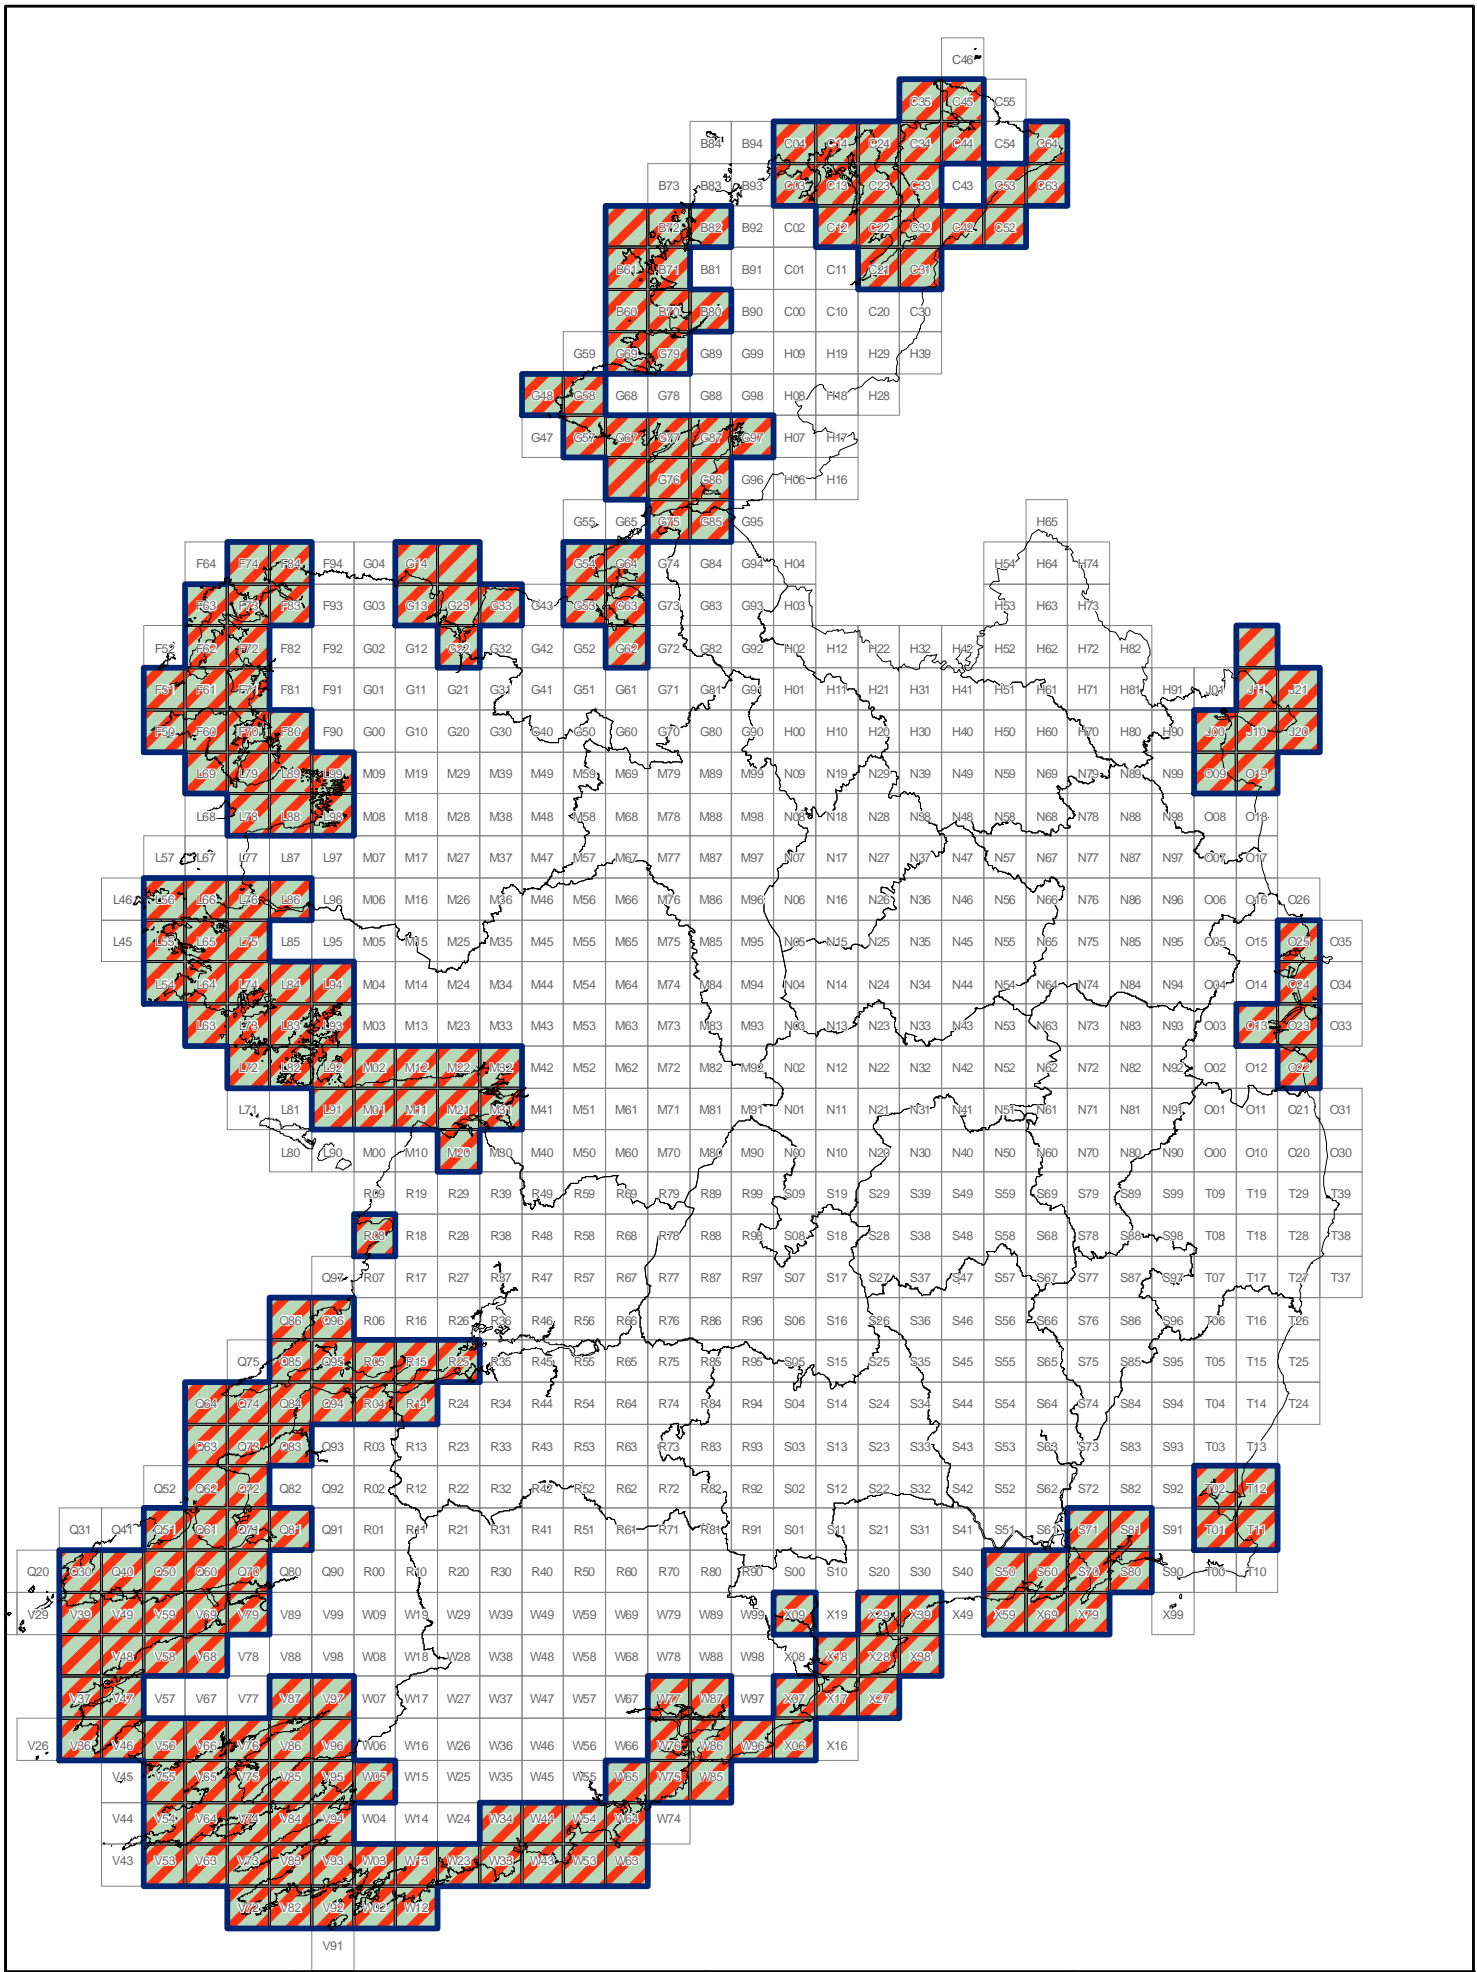 C46
C35 C45 C55
B84 B94 C04 C14 C24 C34 C44 C54 C64
B73 B83 B93 C03 C13 C23 C33 C43 C53 C63
B72 B82 B92 C02 C12 C22 C32 C42 C52
B61 B71 B81 B91 C01 C11 C21 C31
B60 B70 B80 B90 C00 C10 C20 C30
G59 G69 G79 G89 G99 H09 H19 H29 H39
G48 G58 G68 G78 G88 G98 H08 H18 H28
G47 G57 G67 G77 G87 G97 H07 H17
G76 G86 G96 H06 H16
G55 G65 G75 G85 G95 H65
F64 F74 F84 F94 G04 G14 G54 G64 G74 G84 G94 H04 H54 H64 H74
F63 F73 F83 F93 G03 G13 G23 G33 G43 G53 G63 G73 G83 G93 H03 H53 H63 H73
F52 F62 F72 F82 F92 G02 G12 G22 G32 G42 G52 G62 G72 G82 G92 H02 H12 H22 H32 H42 H52 H62 H72 H82
F51 F61 F71 F81 F91 G01 G11 G21 G31 G41 G51 G61 G71 G81 G91 H01 H11 H21 H31 H41 H51 H61 H71 H81 H91 J01 J11 J21
F50 F60 F70 F80 F90 G00 G10 G20 G30 G40 G50 G60 G70 G80 G90 H00 H10 H20 H30 H40 H50 H60 H70 H80 H90 J00 J10 J20
L69 L79 L89 L99 M09 M19 M29 M39 M49 M59 M69 M79 M89 M99 N09 N19 N29 N39 N49 N59 N69 N79 N89 N99 O09 O19
L68 L78 L88 L98 M08 M18 M28 M38 M48 M58 M68 M78 M88 M98 N08 N18 N28 N38 N48 N58 N68 N78 N88 N98 O08 O18
L57 L67 L77 L87 L97 M07 M17 M27 M37 M47 M57 M67 M77 M87 M97 N07 N17 N27 N37 N47 N57 N67 N77 N87 N97 O07 O17
L46 L56 L66 L76 L86 L96 M06 M16 M26 M36 M46 M56 M66 M76 M86 M96 N06 N16 N26 N36 N46 N56 N66 N76 N86 N96 O06 O16 O26
L45 L55 L65 L75 L85 L95 M05 M15 M25 M35 M45 M55 M65 M75 M85 M95 N05 N15 N25 N35 N45 N55 N65 N75 N85 N95 O05 O15 O25 O35
L54 L64 L74 L84 L94 M04 M14 M24 M34 M44 M54 M64 M74 M84 M94 N04 N14 N24 N34 N44 N54 N64 N74 N84 N94 O04 O14 O24 O34
L63 L73 L83 L93 M03 M13 M23 M33 M43 M53 M63 M73 M83 M93 N03 N13 N23 N33 N43 N53 N63 N73 N83 N93 O03 O13 O23 O33
L72 L82 L92 M02 M12 M22 M32 M42 M52 M62 M72 M82 M92 N02 N12 N22 N32 N42 N52 N62 N72 N82 N92 O02 O12 O22
L71 L81 L91 M01 M11 M21 M31 M41 M51 M61 M71 M81 M91 N01 N11 N21 N31 N41 N51 N61 N71 N81 N91 O01 O11 O21 O31
L80 L90 M00 M10 M20 M30 M40 M50 M60 M70 M80 M90 N00 N10 N20 N30 N40 N50 N60 N70 N80 N90 O00 O10 O20 O30
R09 R19 R29 R39 R49 R59 R69 R79 R89 R99 S09 S19 S29 S39 S49 S59 S69 S79 S89 S99 T09 T19 T29 T39
R08 R18 R28 R38 R48 R58 R68 R78 R88 R98 S08 S18 S28 S38 S48 S58 S68 S78 S88 S98 T08 T18 T28 T38
Q97 R07 R17 R27 R37 R47 R57 R67 R77 R87 R97 S07 S17 S27 S37 S47 S57 S67 S77 S87 S97 T07 T17 T27 T37
Q86 Q96 R06 R16 R26 R36 R46 R56 R66 R76 R86 R96 S06 S16 S26 S36 S46 S56 S66 S76 S86 S96 T06 T16 T26
Q75 Q85 Q95 R05 R15 R25 R35 R45 R55 R65 R75 R85 R95 S05 S15 S25 S35 S45 S55 S65 S75 S85 S95 T05 T15 T25
Q64 Q74 Q84 Q94 R04 R14 R24 R34 R44 R54 R64 R74 R84 R94 S04 S14 S24 S34 S44 S54 S64 S74 S84 S94 T04 T14 T24
Q63 Q73 Q83 Q93 R03 R13 R23 R33 R43 R53 R63 R73 R83 R93 S03 S13 S23 S33 S43 S53 S63 S73 S83 S93 T03 T13
Q52 Q62 Q72 Q82 Q92 R02 R12 R22 R32 R42 R52 R62 R72 R82 R92 S02 S12 S22 S32 S42 S52 S62 S72 S82 S92 T02 T12
Q31 Q41 Q51 Q61 Q71 Q81 Q91 R01 R11 R21 R31 R41 R51 R61 R71 R81 R91 S01 S11 S21 S31 S41 S51 S61 S71 S81 S91 T01 T11
Q20 Q30 Q40 Q50 Q60 Q70 Q80 Q90 R00 R10 R20 R30 R40 R50 R60 R70 R80 R90 S00 S10 S20 S30 S40 S50 S60 S70 S80 S90 T00 T10
V29 V39 V49 V59 V69 V79 V89 V99 W09 W19 W29 W39 W49 W59 W69 W79 W89 W99 X09 X19 X29 X39 X49 X59 X69 X79 X99
V48 V58 V68 V78 V88 V98 W08 W18 W28 W38 W48 W58 W68 W78 W88 W98 X08 X18 X28 X38
V37 V47 V57 V67 V77 V87 V97 W07 W17 W27 W37 W47 W57 W67 W77 W87 W97 X07 X17 X27
V26 V36 V46 V56 V66 V76 V86 V96 W06 W16 W26 W36 W46 W56 W66 W76 W86 W96 X06 X16
V45 V55 V65 V75 V85 V95 W05 W15 W25 W35 W45 W55 W65 W75 W85
V44 V54 V64 V74 V84 V94 W04 W14 W24 W34 W44 W54 W64 W74
V43 V53 V63 V73 V83 V93 W03 W13 W23 W33 W43 W53 W63
V72 V82 V92 W02 W12
V91